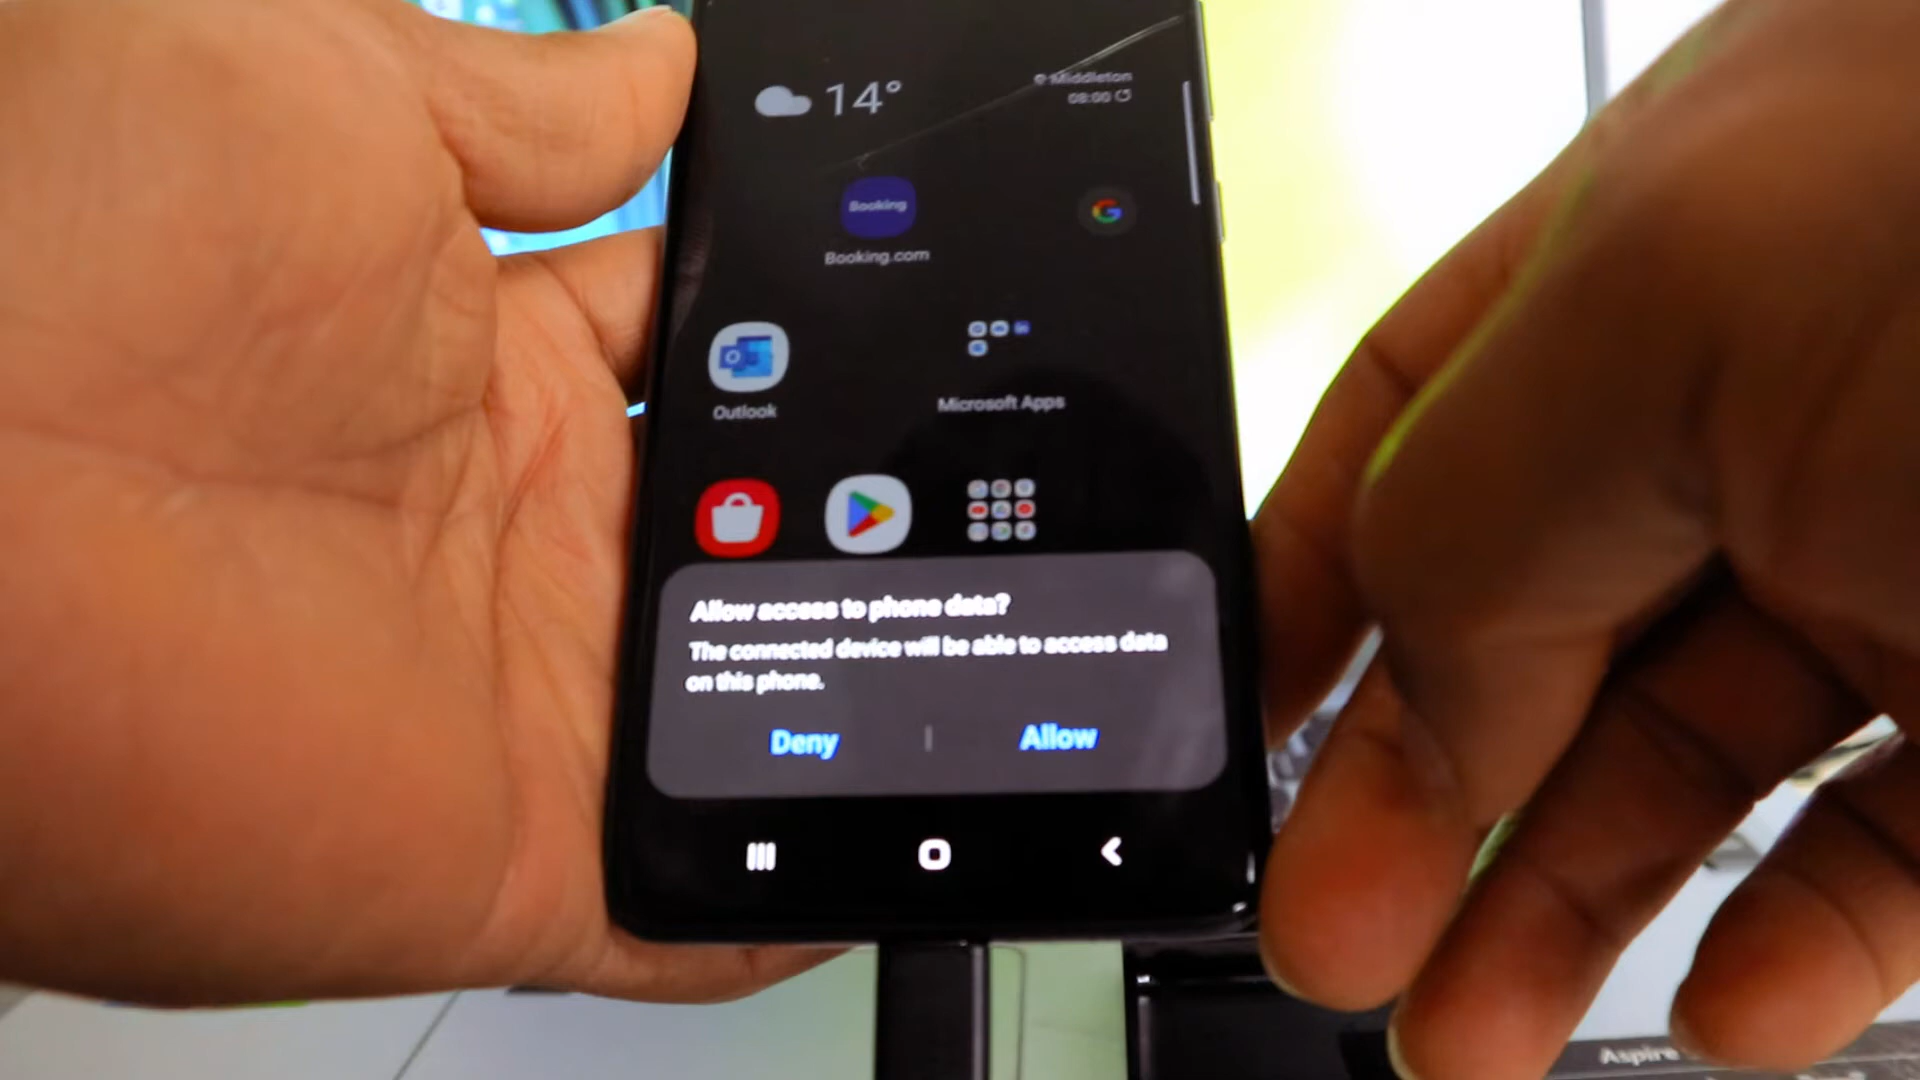 14°
Middleton
08:00
Booking
Booking.com
G
Outlook
Microsoft Apps
Allow access to phone data?
The connected device will be able to access data
on this phone.
Deny | Allow
Aspire